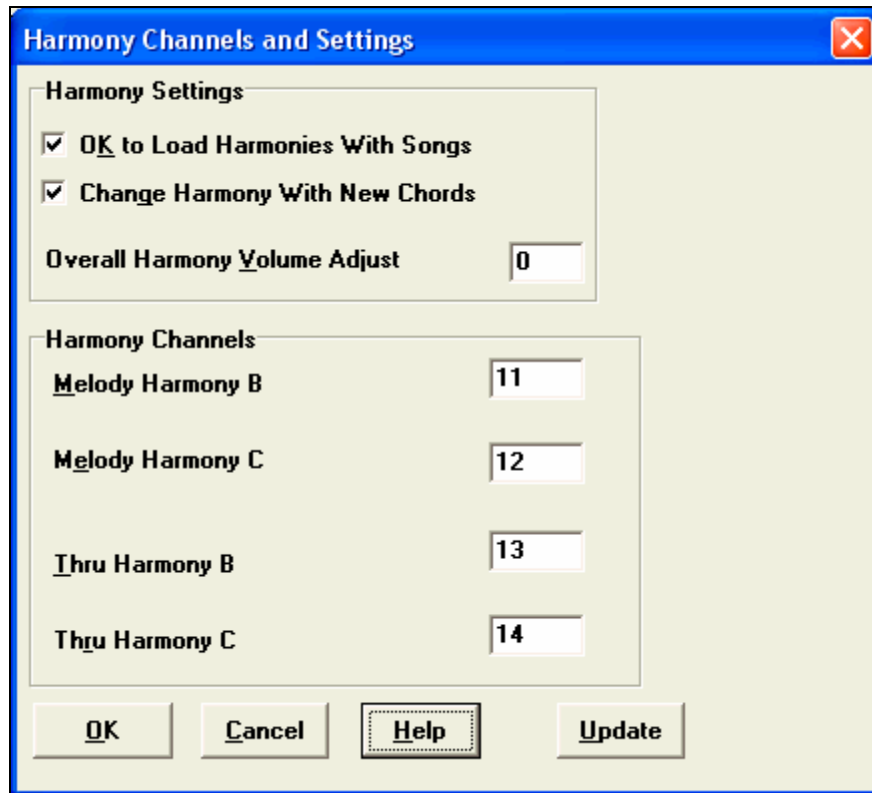 Harmony Channels and Settings
Harmony Settings
OK to Load Harmonies With Songs
Change Harmony With New Chords
Overall Harmony Volume Adjust 0
Harmony Channels
Melody Harmony B 11
Melody Harmony C 12
Thru Harmony B 13
Thru Harmony C 14
OK Cancel Help Update